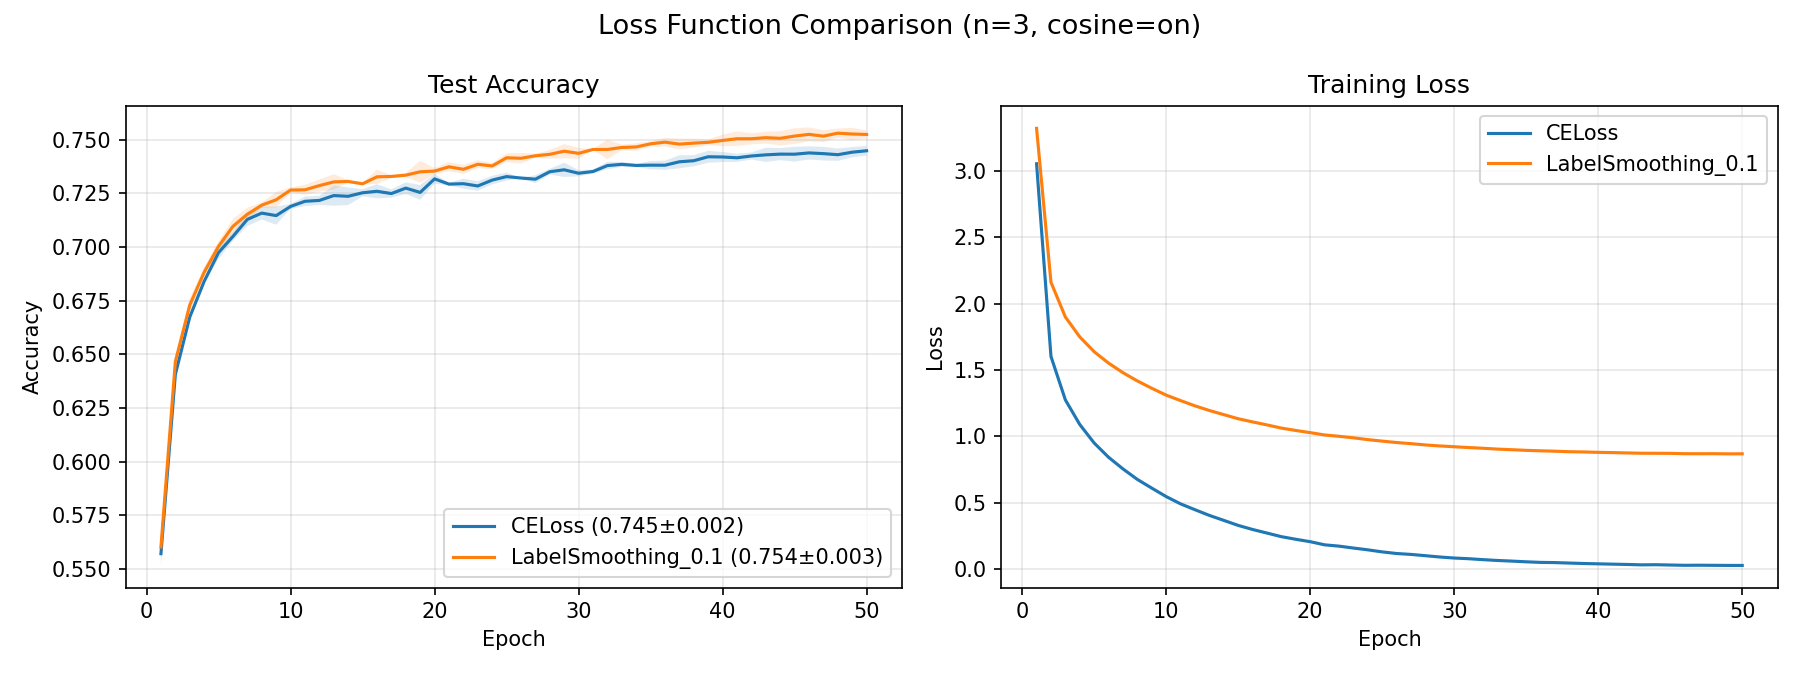 Loss Function Comparison (n=3, cosine=on)
Test Accuracy
Accuracy
0.750
0.725
0.700
0.675
0.650
0.625
0.600
0.575
0.550
CELoss (0.745±0.002)
LabelSmoothing_0.1 (0.754±0.003)
0 10 20 30 40 50
Epoch
Training Loss
Loss
3.0
2.5
2.0
1.5
1.0
0.5
0.0
CELoss
LabelSmoothing_0.1
0 10 20 30 40 50
Epoch